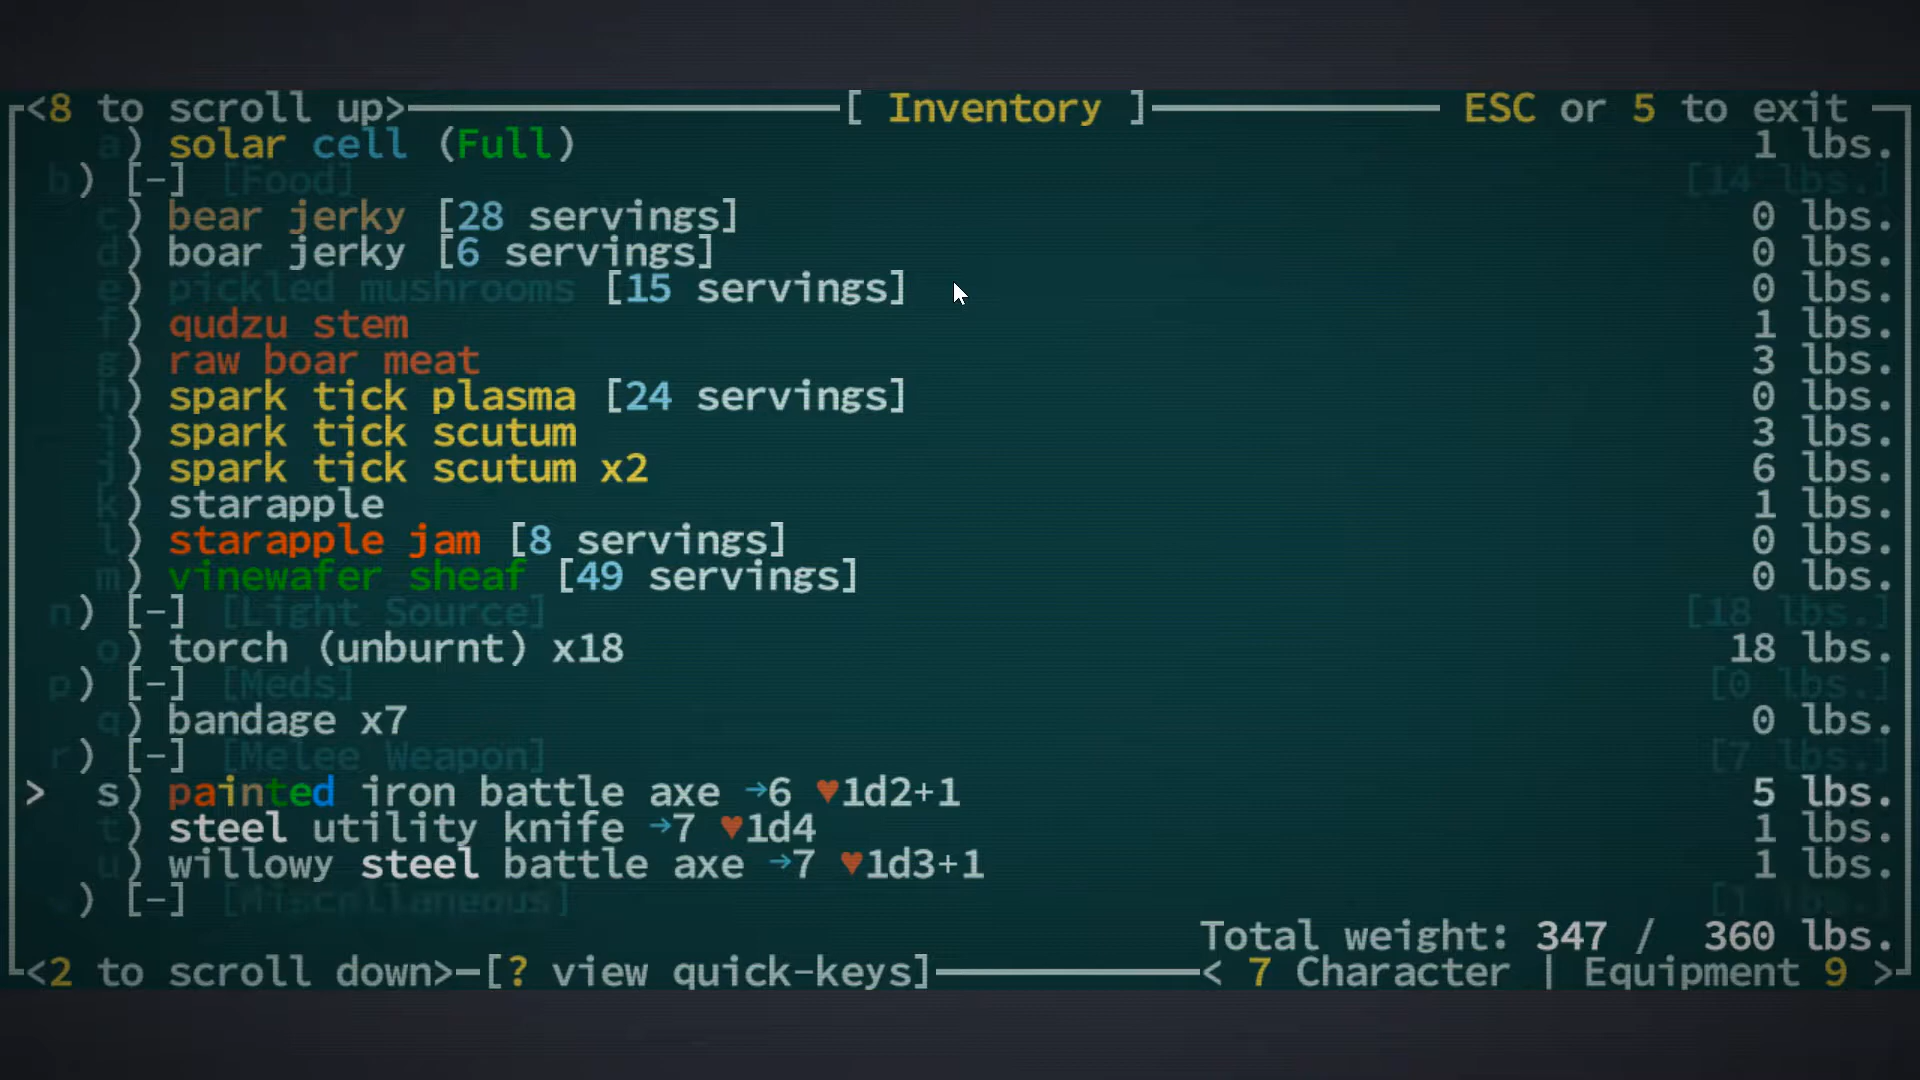 <8 to scroll up> [ Inventory ] ESC or 5 to exit
a) solar cell (Full) 1 lbs.
b) [-] [Food] [14 lbs.]
c) bear jerky [28 servings] 0 lbs.
d) boar jerky [6 servings] 0 lbs.
e) pickled mushrooms [15 servings] 0 lbs.
f) qudzu stem 1 lbs.
g) raw boar meat 3 lbs.
h) spark tick plasma [24 servings] 0 lbs.
i) spark tick scutum 3 lbs.
j) spark tick scutum x2 6 lbs.
k) starapple 1 lbs.
l) starapple jam [8 servings] 0 lbs.
m) vinewafer sheaf [49 servings] 0 lbs.
n) [-] [Light Source] [18 lbs.]
o) torch (unburnt) x18 18 lbs.
p) [-] [Meds] [0 lbs.]
q) bandage x7 0 lbs.
r) [-] [Melee Weapon] [7 lbs.]
> s) painted iron battle axe →6 ♥1d2+1 5 lbs.
t) steel utility knife →7 ♥1d4 1 lbs.
u) willowy steel battle axe →7 ♥1d3+1 1 lbs.
v) [-] [Miscellaneous] [1 lbs.]
Total weight: 347 / 360 lbs.
<2 to scroll down> [? view quick-keys] < 7 Character | Equipment 9 >